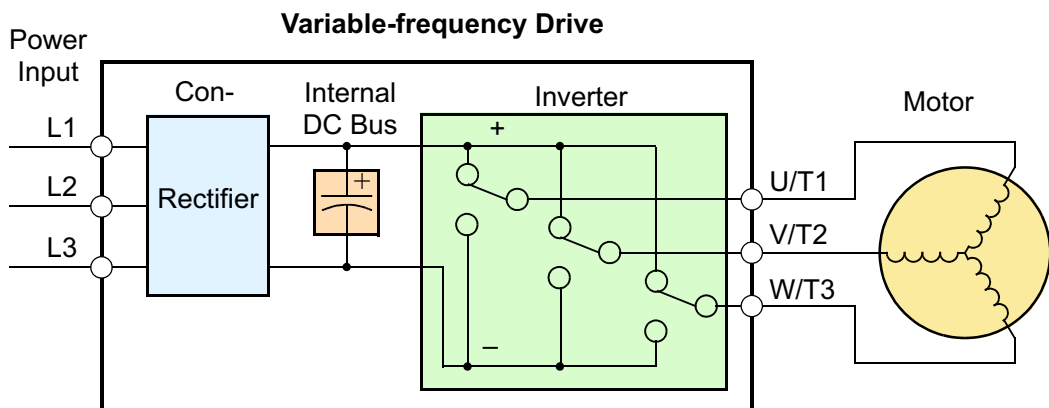 Variable-frequency Drive
Power
Input
L1
L2
L3
Con-
Rectifier
Internal
DC Bus
+
Inverter
+
–
U/T1
V/T2
W/T3
Motor